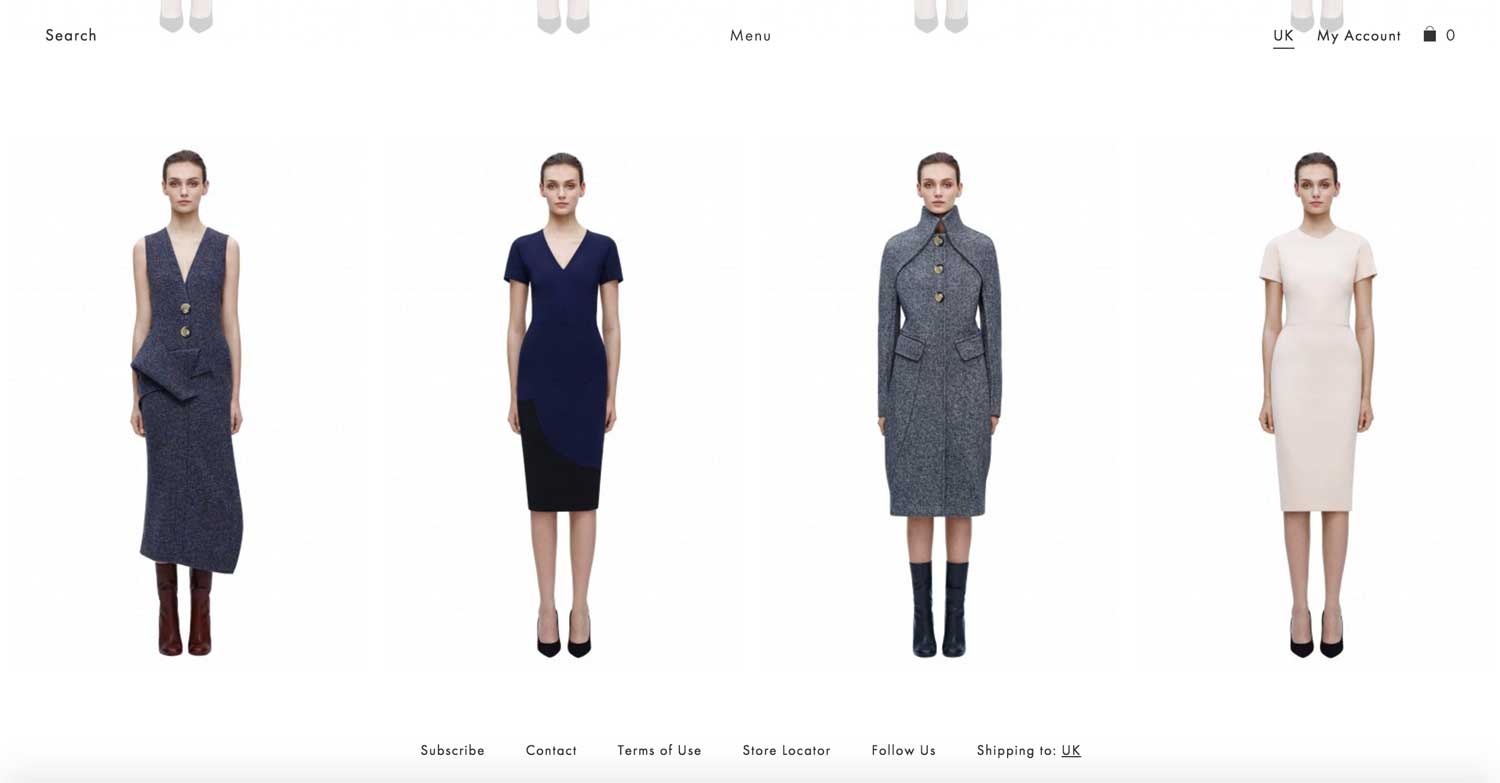 Search
Menu
UK My Account 0
Subscribe Contact Terms of Use Store Locator Follow Us Shipping to: UK